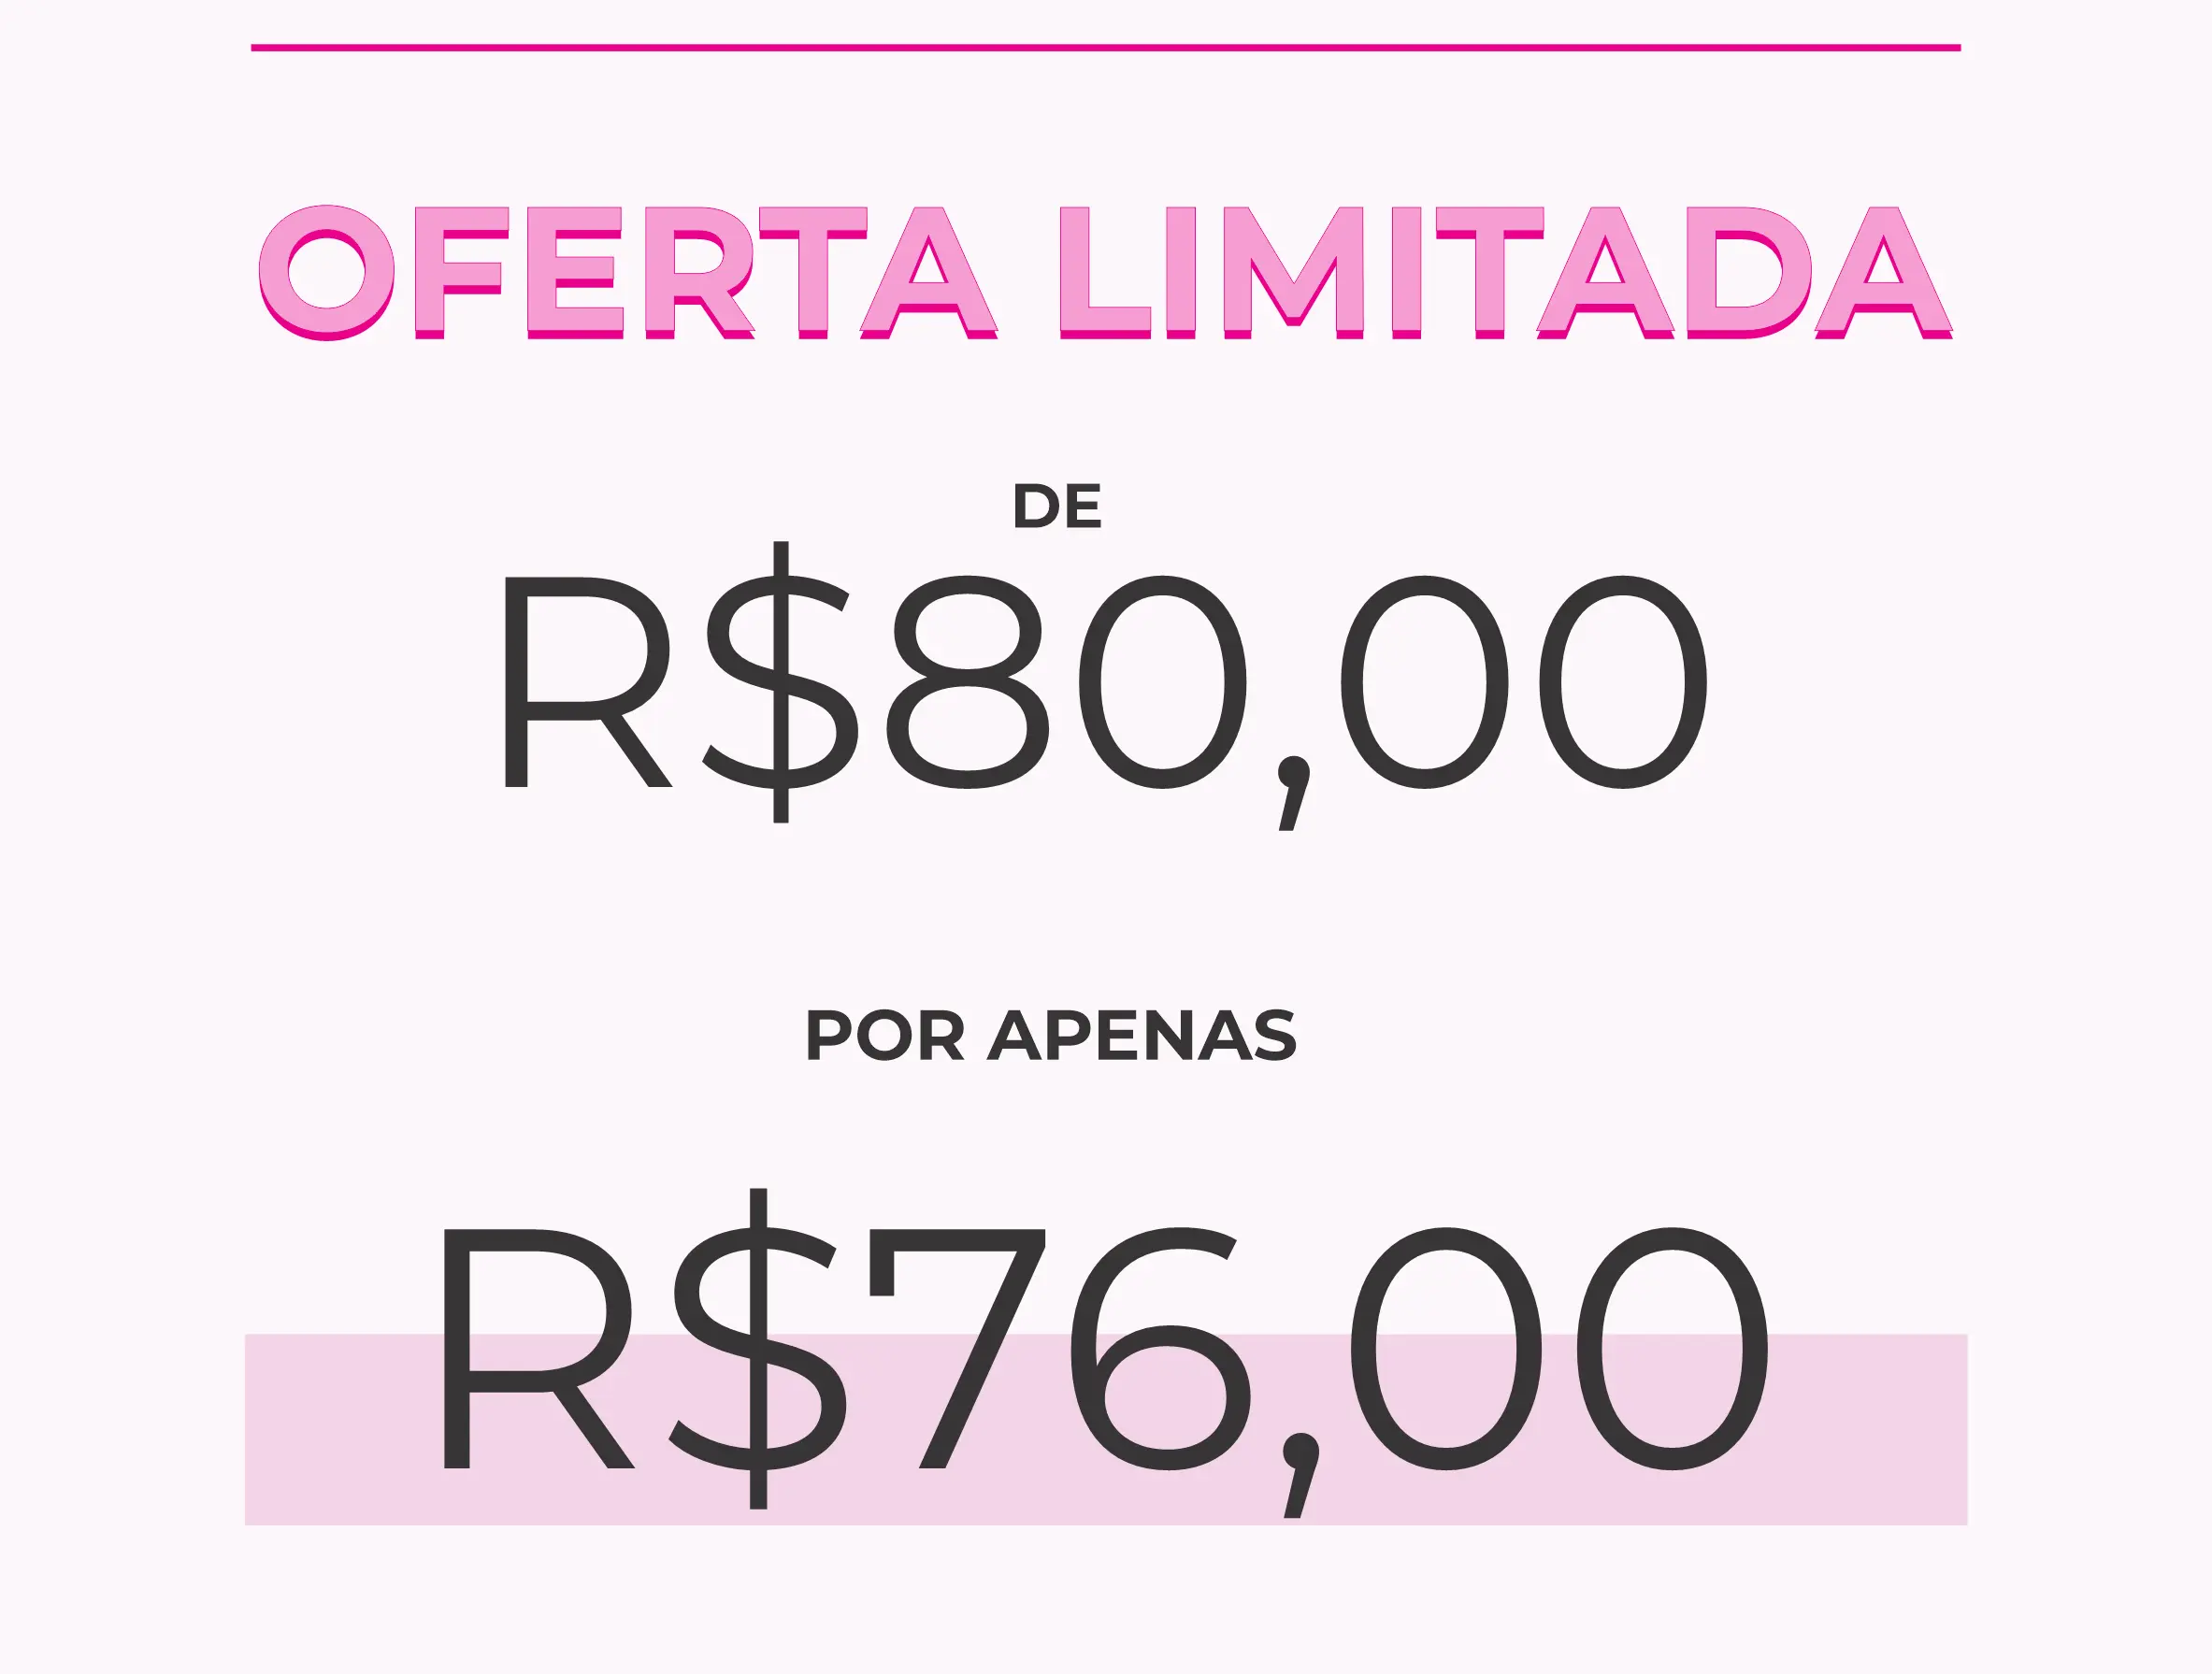 OFERTA LIMITADA
DE
R$80,00
POR APENAS
R$76,00